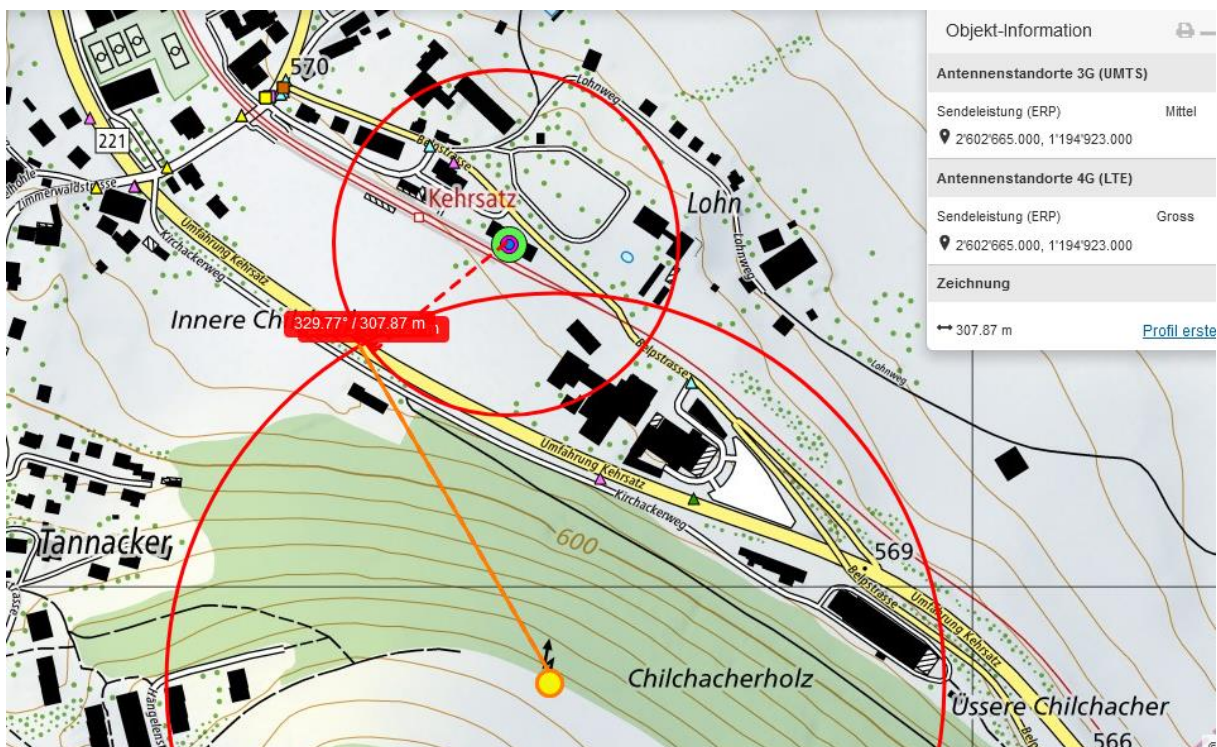 Objekt-Information
Antennenstandorte 3G (UMTS)
Sendeleistung (ERP) Mittel
2'602'665.000, 1'194'923.000
Antennenstandorte 4G (LTE)
Sendeleistung (ERP) Gross
2'602'665.000, 1'194'923.000
Zeichnung
307.87 m Profil erste
570
Lohnweg
221
Belpstrasse
Zimmerwaldstrasse
Kehrsatz
Lohn
Lohnweg
Kirchackerweg
Umfahrung Kehrsatz
Innere Ch
329.77° / 307.87 m
Belpstrasse
Lohnweg
Umfahrung Kehrsatz
Kirchackerweg
Tannacker
600
569
Belpstrasse
Umfahrung Kehrsatz
Chilchacherholz
Üssere Chilchacher
566